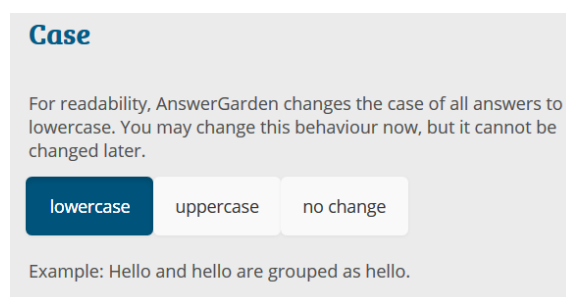 Case
For readability, AnswerGarden changes the case of all answers to
lowercase. You may change this behaviour now, but it cannot be
changed later.
lowercase uppercase no change
Example: Hello and hello are grouped as hello.